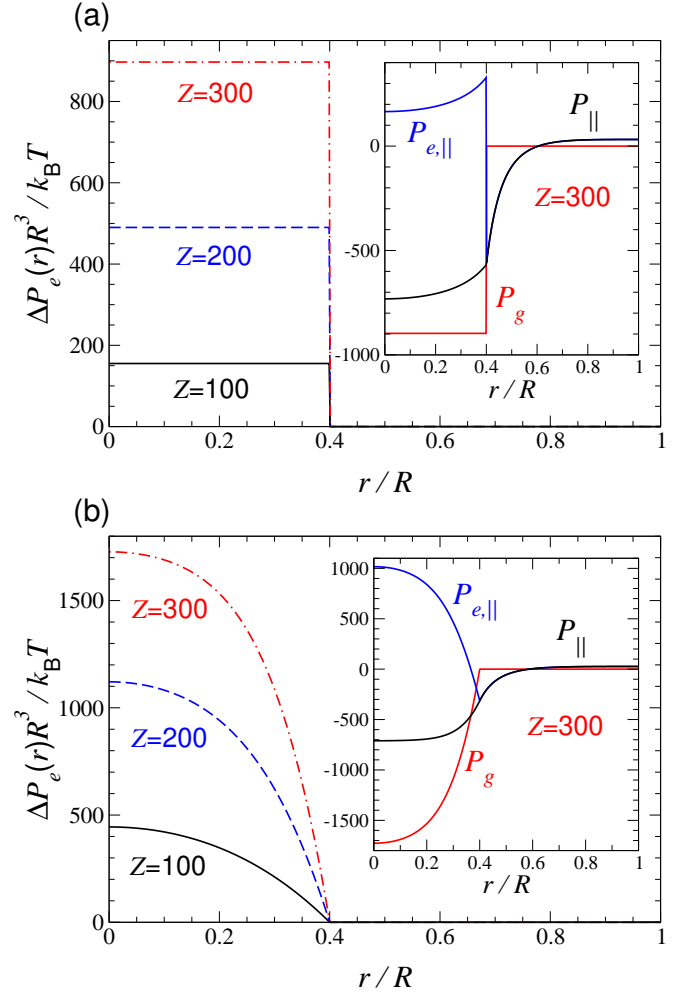 (a)
ΔP_e(r)R³/k_BT
800
600
400
200
0
Z=300
Z=200
Z=100
0
0.2
0.4
0.6
0.8
1
r/R
0
-500
-1000
P_{e,||}
P_{||}
Z=300
P_g
0 0.2 0.4 0.6 0.8 1
r/R
(b)
ΔP_e(r)R³/k_BT
1500
1000
500
0
Z=300
Z=200
Z=100
0
0.2
0.4
0.6
0.8
1
r/R
1000
500
0
-500
-1000
-1500
P_{e,||}
P_{||}
Z=300
P_g
0 0.2 0.4 0.6 0.8 1
r/R